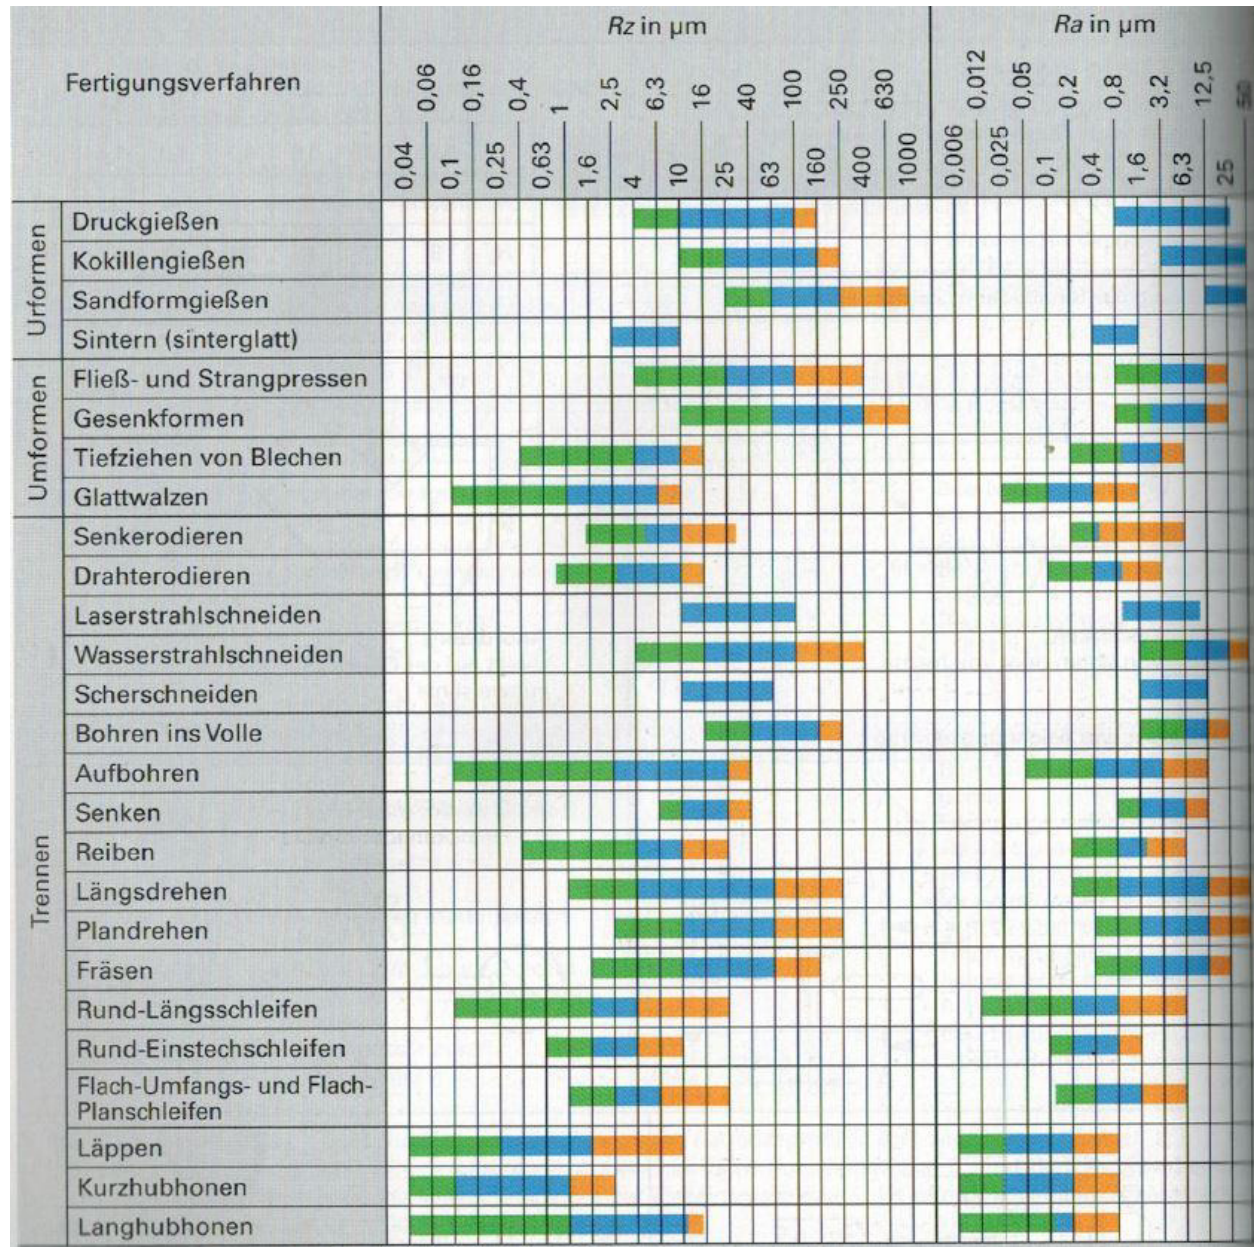 Rz in µm
Ra in µm
Fertigungsverfahren
0,06
0,16
0,4
1
2,5
6,3
16
40
100
250
630
0,012
0,05
0,2
0,8
3,2
12,5
50
0,04
0,1
0,25
0,63
1,6
4
10
25
63
160
400
1000
0,006
0,025
0,1
0,4
1,6
6,3
25
Urformen
Druckgießen
Kokillengießen
Sandformgießen
Sintern (sinterglatt)
Umformen
Fließ- und Strangpressen
Gesenkformen
Tiefziehen von Blechen
Glattwalzen
Trennen
Senkerodieren
Drahterodieren
Laserstrahlschneiden
Wasserstrahlschneiden
Scherschneiden
Bohren ins Volle
Aufbohren
Senken
Reiben
Längsdrehen
Plandrehen
Fräsen
Rund-Längsschleifen
Rund-Einstechschleifen
Flach-Umfangs- und Flach-
Planschleifen
Läppen
Kurzhubhonen
Langhubhonen